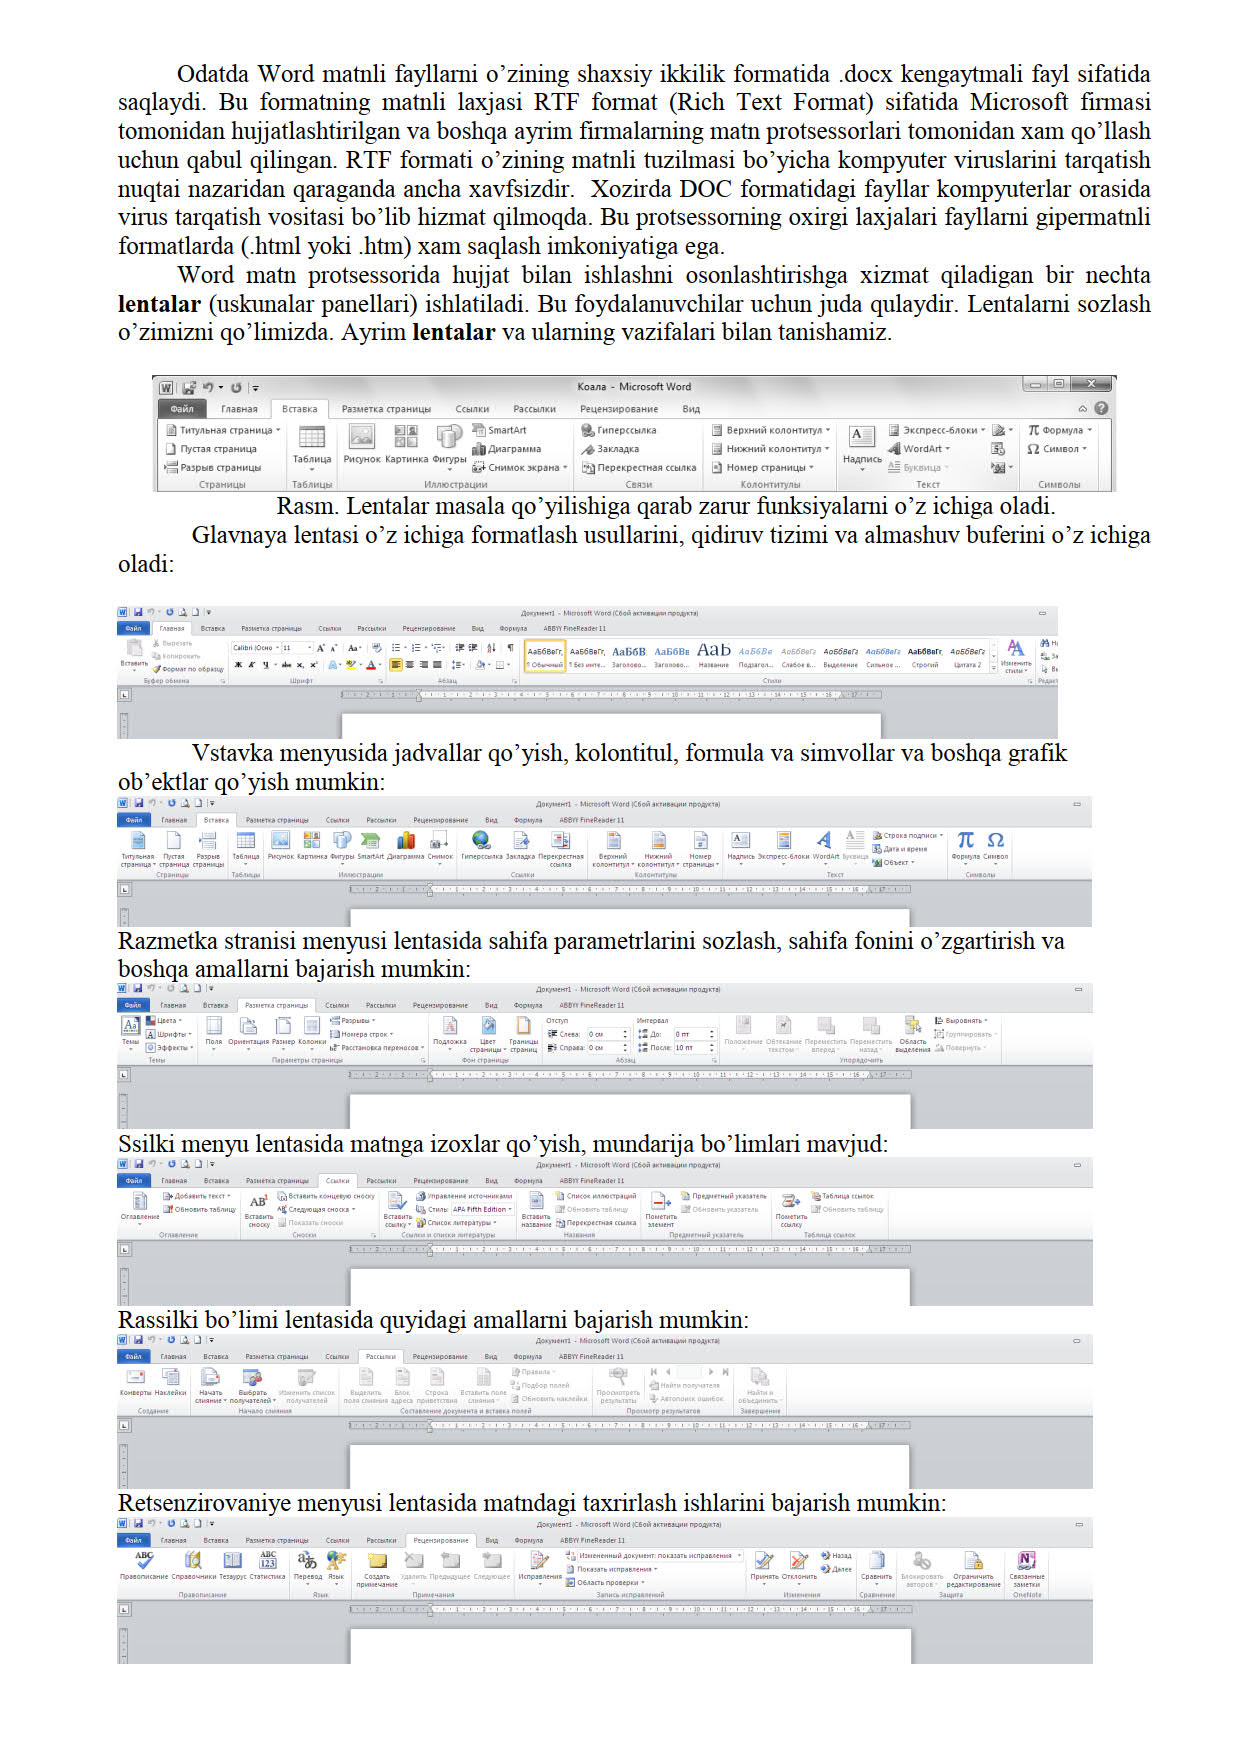 Odatda Word matnli fayllarni o’zining shaxsiy ikkilik formatida .docx kengaytmali fayl sifatida
saqlaydi. Bu formatning matnli laxjasi RTF format (Rich Text Format) sifatida Microsoft firmasi
tomonidan hujjatlashtirilgan va boshqa ayrim firmalarning matn protsessorlari tomonidan xam qo’llash
uchun qabul qilingan. RTF formati o’zining matnli tuzilmasi bo’yicha kompyuter viruslarini tarqatish
nuqtai nazaridan qaraganda ancha xavfsizdir. Xozirda DOC formatidagi fayllar kompyuterlar orasida
virus tarqatish vositasi bo’lib hizmat qilmoqda. Bu protsessorning oxirgi laxjalari fayllarni gipermatnli
formatlarda (.html yoki .htm) xam saqlash imkoniyatiga ega.
Word matn protsessorida hujjat bilan ishlashni osonlashtirishga xizmat qiladigan bir nechta
lentalar (uskunalar panellari) ishlatiladi. Bu foydalanuvchilar uchun juda qulaydir. Lentalarni sozlash
o’zimizni qo’limizda. Ayrim lentalar va ularning vazifalari bilan tanishamiz.
Коала - Microsoft Word
Файл Главная Вставка Разметка страницы Ссылки Рассылки Рецензирование Вид
Титульная страница SmartArt Гиперссылка Верхний колонтитул Экспресс-блоки Формула
Пустая страница Диаграмма Закладка Нижний колонтитул WordArt Символ
Таблица Рисунок Картинка Фигуры Надпись
Разрыв страницы Снимок экрана Перекрестная ссылка Номер страницы Буквица
Страницы Таблицы Иллюстрации Связи Колонтитулы Текст Символы
Rasm. Lentalar masala qo’yilishiga qarab zarur funksiyalarni o’z ichiga oladi.
Glavnaya lentasi o’z ichiga formatlash usullarini, qidiruv tizimi va almashuv buferini o’z ichiga
oladi:
Документ1 - Microsoft Word (Сбой активации продукта)
Файл Главная Вставка Разметка страницы Ссылки Рассылки Рецензирование Вид Формула ABBYY FineReader 11
Вырезать
Копировать
Формат по образцу
Вставить
Calibri (Осно 11
Обычный Без инте... Заголово... Заголово... Название Подзагол... Слабое в... Выделение Сильное ... Строгий Цитата 2
Изменить стили
Буфер обмена Шрифт Абзац Стили
Vstavka menyusida jadvallar qo’yish, kolontitul, formula va simvollar va boshqa grafik
ob’ektlar qo’yish mumkin:
Документ1 - Microsoft Word (Сбой активации продукта)
Файл Главная Вставка Разметка страницы Ссылки Рассылки Рецензирование Вид Формула ABBYY FineReader 11
Строка подписи
Дата и время
Объект
Титульная страница Пустая страница Разрыв страницы Таблица Рисунок Картинка Фигуры SmartArt Диаграмма Снимок Гиперссылка Закладка Перекрестная ссылка Верхний колонтитул Нижний колонтитул Номер страницы Надпись Экспресс-блоки WordArt Буквица Формула Символ
Страницы Таблицы Иллюстрации Ссылки Колонтитулы Текст Символы
Razmetka stranisi menyusi lentasida sahifa parametrlarini sozlash, sahifa fonini o’zgartirish va
boshqa amallarni bajarish mumkin:
Документ1 - Microsoft Word (Сбой активации продукта)
Файл Главная Вставка Разметка страницы Ссылки Рассылки Рецензирование Вид Формула ABBYY FineReader 11
Цвета Разрывы Отступ Интервал Выровнять
Шрифты Номера строк Слева: 0 см До: 0 пт Группировать
Эффекты Расстановка переносов Справа: 0 см После: 10 пт Повернуть
Темы Поля Ориентация Размер Колонки Подложка Цвет страницы Границы страниц Положение Обтекание текстом Переместить вперед Переместить назад Область выделения
Темы Параметры страницы Фон страницы Абзац Упорядочить
Ssilki menyu lentasida matnga izoxlar qo’yish, mundarija bo’limlari mavjud:
Документ1 - Microsoft Word (Сбой активации продукта)
Файл Главная Вставка Разметка страницы Ссылки Рассылки Рецензирование Вид Формула ABBYY FineReader 11
Добавить текст Вставить концевую сноску Управление источниками Список иллюстраций Предметный указатель Таблица ссылок
Обновить таблицу Следующая сноска Стиль: APA Fifth Edition Обновить таблицу Обновить указатель Обновить таблицу
Показать сноски Список литературы Перекрестная ссылка
Оглавление Вставить сноску Вставить ссылку Вставить название Пометить элемент Пометить ссылку
Оглавление Сноски Ссылки и списки литературы Названия Предметный указатель Таблица ссылок
Rassilki bo’limi lentasida quyidagi amallarni bajarish mumkin:
Документ1 - Microsoft Word (Сбой активации продукта)
Файл Главная Вставка Разметка страницы Ссылки Рассылки Рецензирование Вид Формула ABBYY FineReader 11
Правила
Подбор полей Найти получателя
Обновить наклейки Автопоиск ошибок
Конверты Наклейки Начать слияние Выбрать получателей Изменить список получателей Выделить поля слияния Блок адреса Строка приветствия Вставить поле слияния Просмотреть результаты Найти и объединить
Создание Начало слияния Составление документа и вставка полей Просмотр результатов Завершение
Retsenzirovaniye menyusi lentasida matndagi taxrirlash ishlarini bajarish mumkin:
Документ1 - Microsoft Word (Сбой активации продукта)
Файл Главная Вставка Разметка страницы Ссылки Рассылки Рецензирование Вид Формула ABBYY FineReader 11
Измененный документ: показать исправления Назад
Показать исправления Далее
Область проверки
Правописание Справочники Тезаурус Статистика Перевод Язык Создать примечание Удалить Предыдущее Следующее Исправления Принять Отклонить Сравнить Блокировать авторов Ограничить редактирование Связанные заметки
Правописание Язык Примечания Запись исправлений Изменения Сравнение Защита OneNote